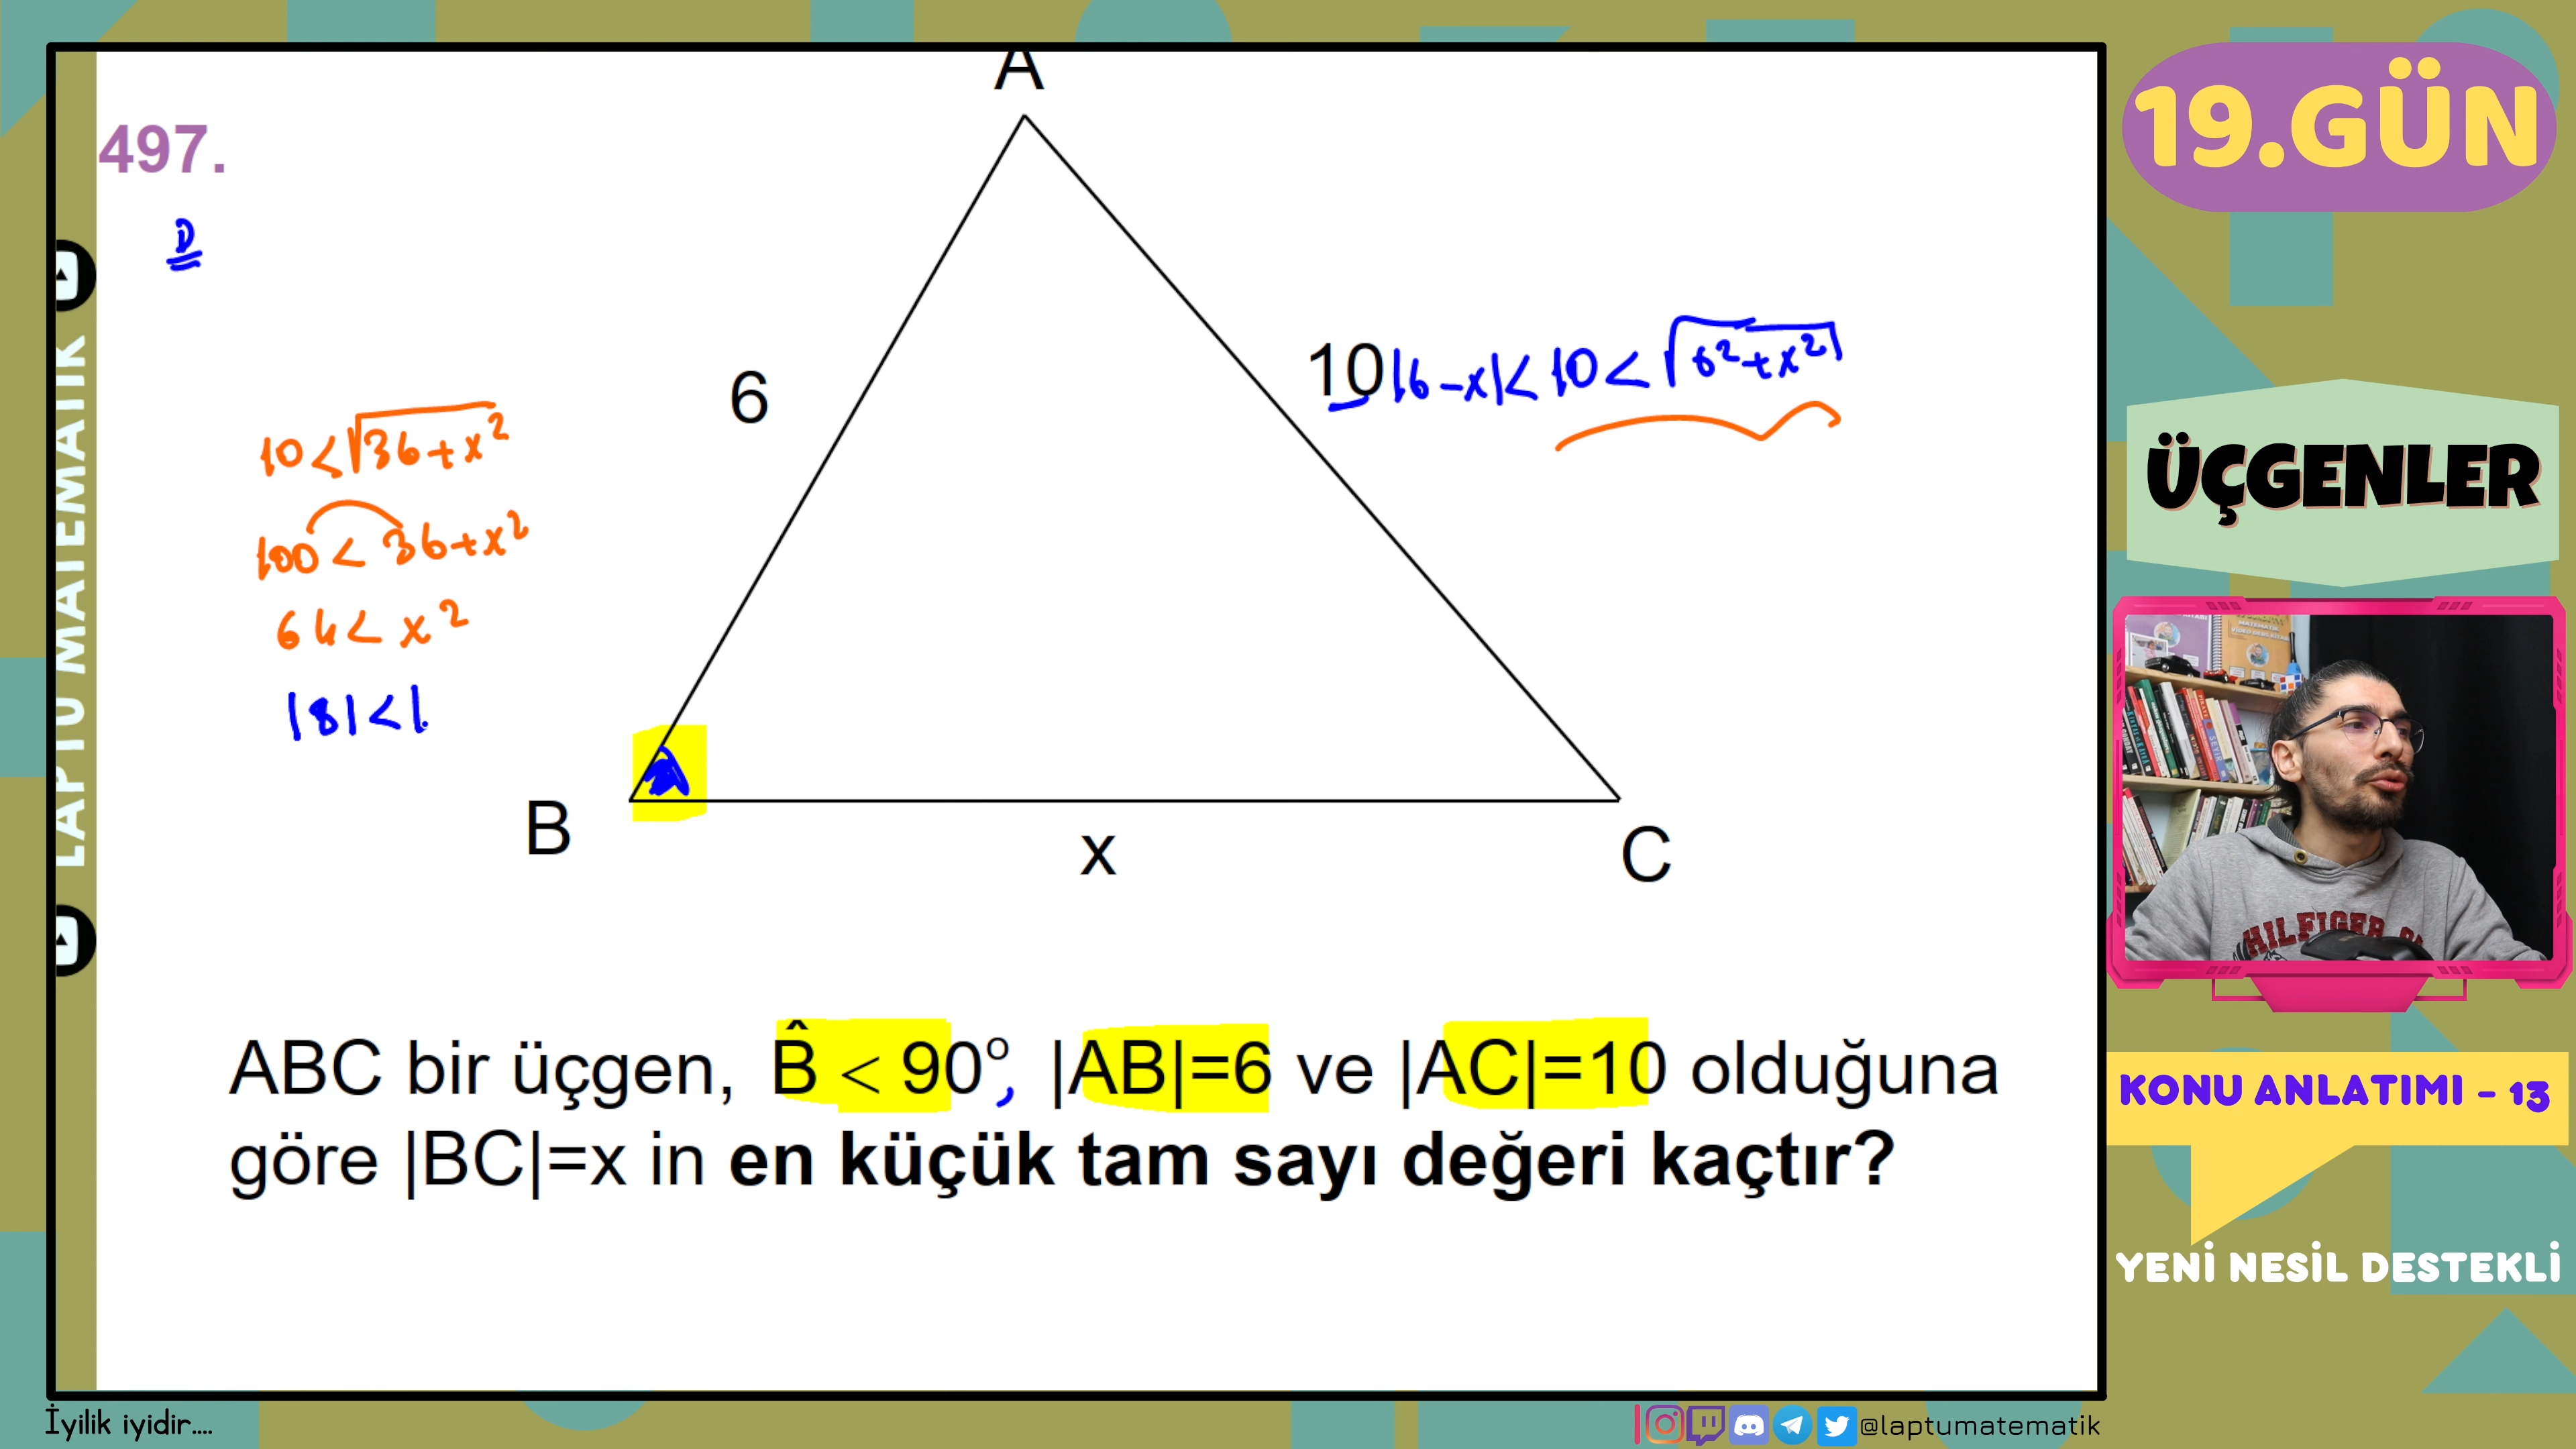 19.GÜN
497.
D
A
6
10
|6-x| < 10 < √6²+x²
10 < √36+x²
100 < 36+x²
64 < x²
|8| < |
B
x
C
ABC bir üçgen, B̂ < 90°, |AB|=6 ve |AC|=10 olduğuna
göre |BC|=x in en küçük tam sayı değeri kaçtır?
LAPTU MATEMATİK
ÜÇGENLER
KONU ANLATIMI - 13
YENİ NESİL DESTEKLİ
İyilik iyidir....
@laptumatematik